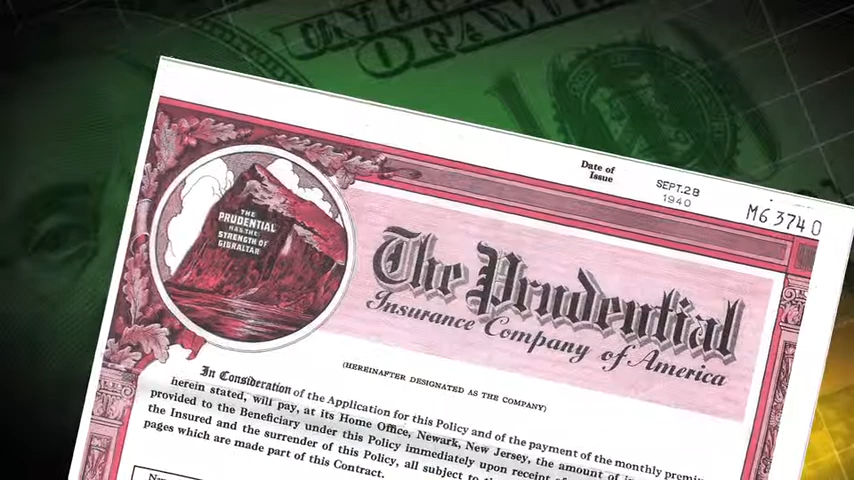 Date of
Issue
SEPT. 28
1940
M63740
THE
PRUDENTIAL
HAS THE
STRENGTH OF
GIBRALTAR
The Prudential
Insurance Company of America
(HEREINAFTER DESIGNATED AS THE COMPANY)
In Consideration of the Application for this Policy and of the payment of the monthly
herein stated, will pay, at its Home Office, Newark, New Jersey, the amount of
provided to the Beneficiary under this Policy immediately upon receipt
the Insured and the surrender of this Policy, all subject to
pages which are made part of this Contract.